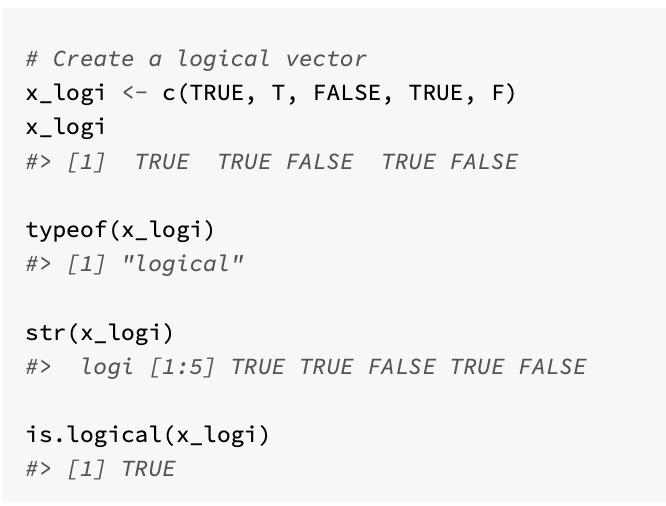 # Create a logical vector
x_logi <- c(TRUE, T, FALSE, TRUE, F)
x_logi
#> [1]  TRUE  TRUE FALSE  TRUE FALSE

typeof(x_logi)
#> [1] "logical"

str(x_logi)
#>  logi [1:5] TRUE TRUE FALSE TRUE FALSE

is.logical(x_logi)
#> [1] TRUE